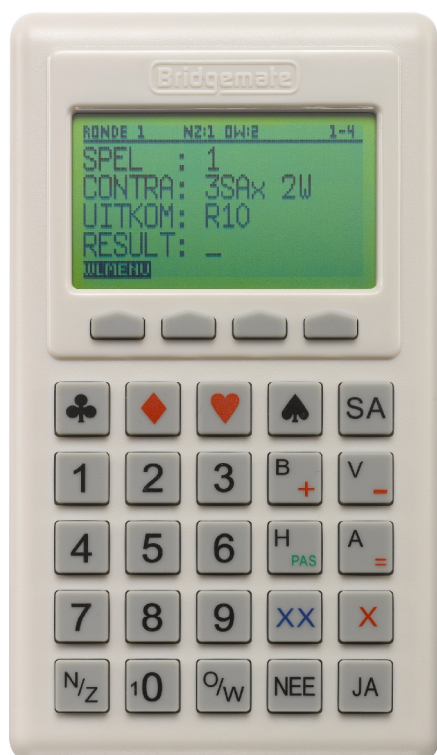 Bridgemate
RONDE 1 NZ:1 OW:2 1-4
SPEL : 1
CONTRA: 3SAx 2W
UITKOM: R10
RESULT: _
WLMENU
♣ ♦ ♥ ♠ SA
1 2 3 B + V -
4 5 6 H PAS A =
7 8 9 XX X
N/Z 10 O/W NEE JA